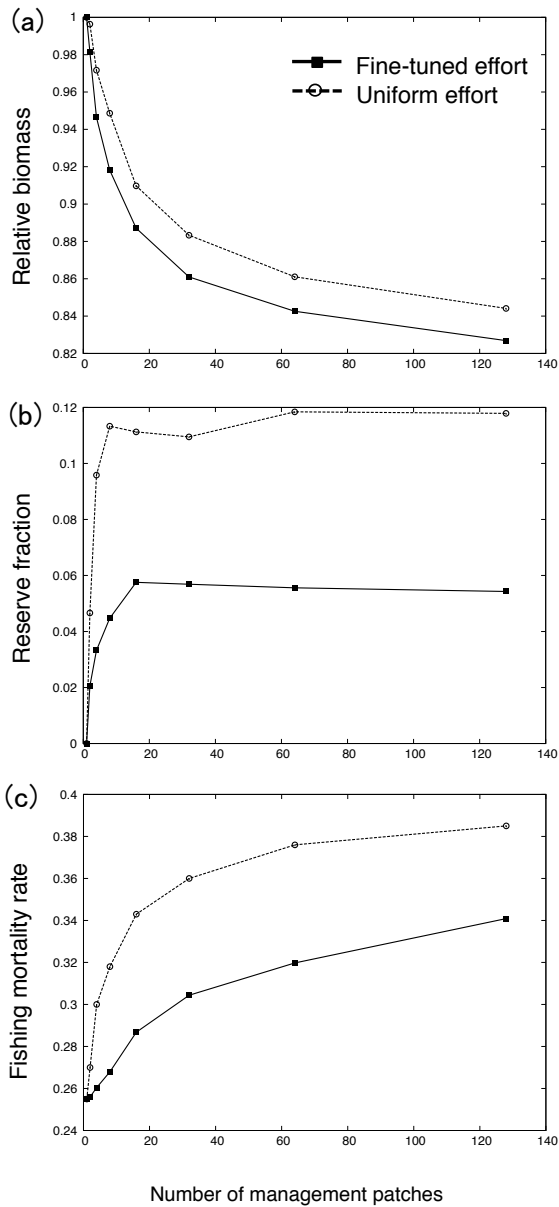 (a)
1
0.98
0.96
0.94
0.92
0.9
0.88
0.86
0.84
0.82
Relative biomass
Fine-tuned effort
Uniform effort
0 20 40 60 80 100 120 140
(b)
0.12
0.1
0.08
0.06
0.04
0.02
0
Reserve fraction
0 20 40 60 80 100 120 140
(c)
0.4
0.38
0.36
0.34
0.32
0.3
0.28
0.26
0.24
Fishing mortality rate
0 20 40 60 80 100 120 140
Number of management patches